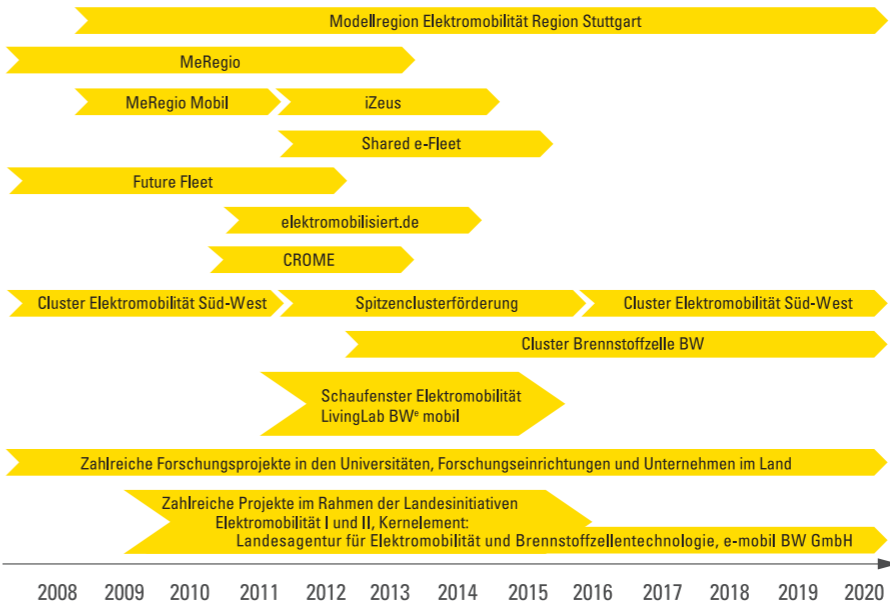 Modellregion Elektromobilität Region Stuttgart
MeRegio
MeRegio Mobil
iZeus
Shared e-Fleet
Future Fleet
elektromobilisiert.de
CROME
Cluster Elektromobilität Süd-West
Spitzenclusterförderung
Cluster Elektromobilität Süd-West
Cluster Brennstoffzelle BW
Schaufenster Elektromobilität
LivingLab BWᵉ mobil
Zahlreiche Forschungsprojekte in den Universitäten, Forschungseinrichtungen und Unternehmen im Land
Zahlreiche Projekte im Rahmen der Landesinitiativen
Elektromobilität I und II, Kernelement:
Landesagentur für Elektromobilität und Brennstoffzellentechnologie, e-mobil BW GmbH
2008 2009 2010 2011 2012 2013 2014 2015 2016 2017 2018 2019 2020